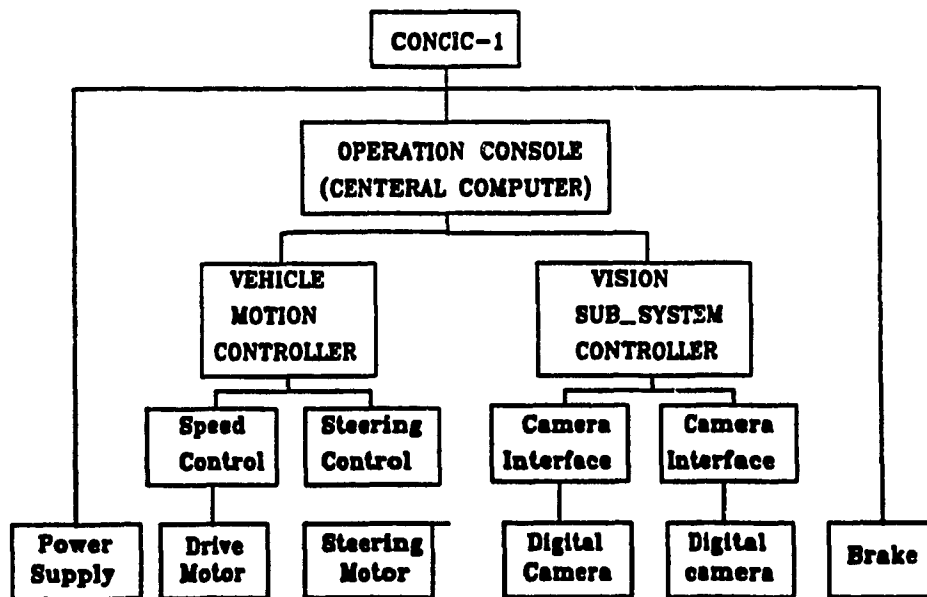 CONCIC-1
OPERATION CONSOLE
(CENTERAL COMPUTER)
VEHICLE
MOTION
CONTROLLER
VISION
SUB_SYSTEM
CONTROLLER
Speed
Control
Steering
Control
Camera
Interface
Camera
Interface
Power
Supply
Drive
Motor
Steering
Motor
Digital
Camera
Digital
camera
Brake